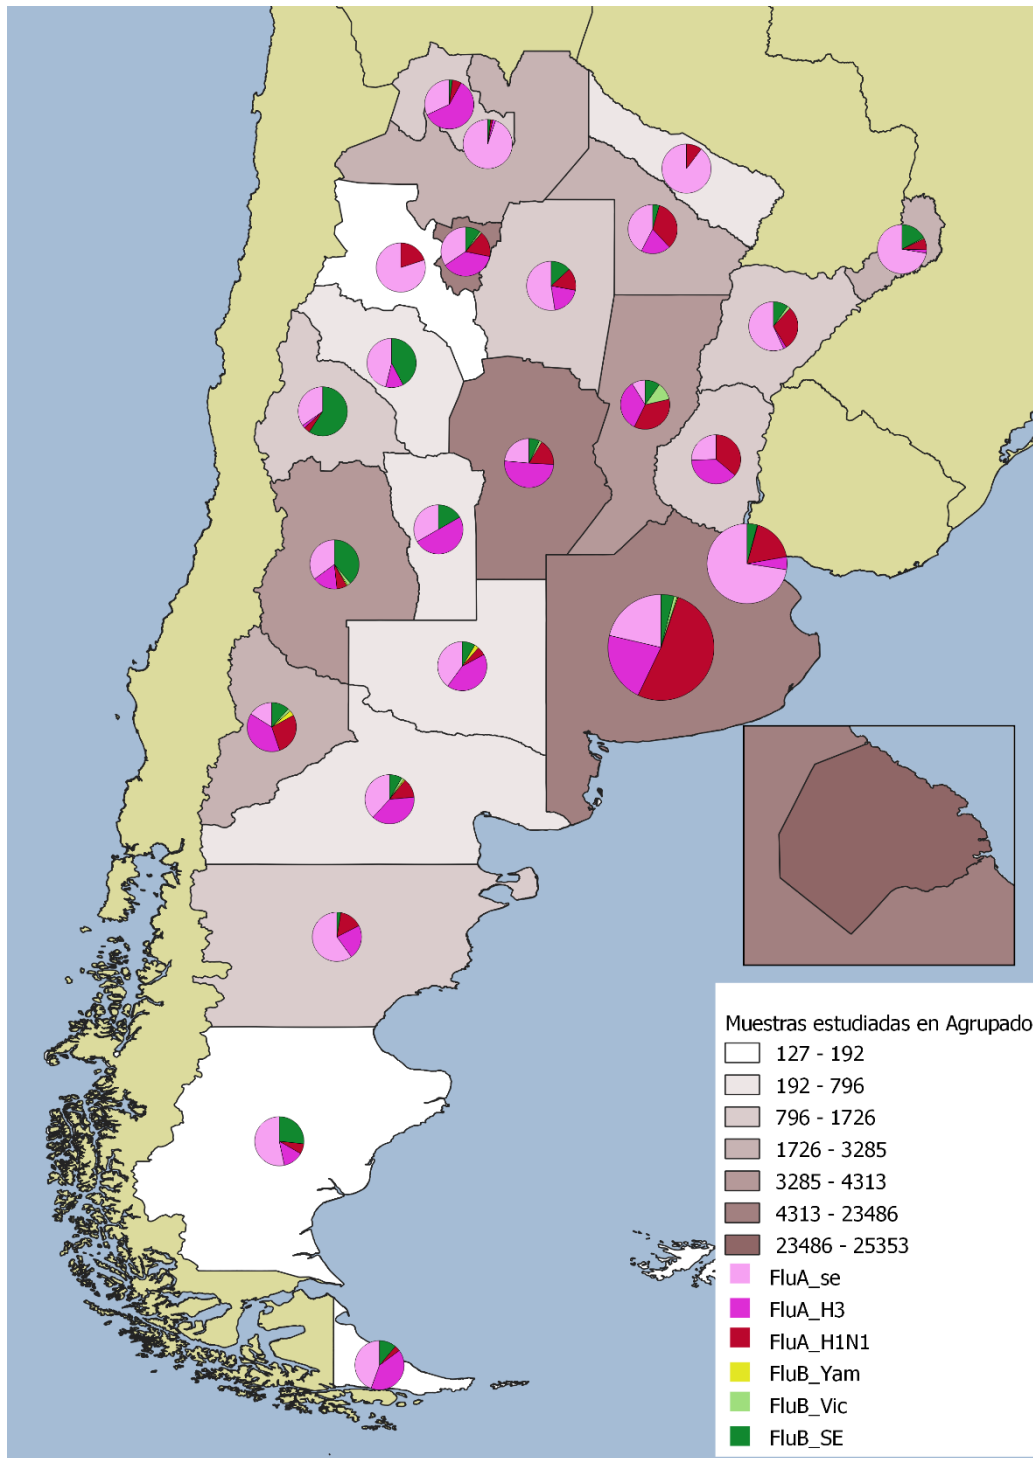 Muestras estudiadas en Agrupado
127 - 192
192 - 796
796 - 1726
1726 - 3285
3285 - 4313
4313 - 23486
23486 - 25353
FluA_se
FluA_H3
FluA_H1N1
FluB_Yam
FluB_Vic
FluB_SE